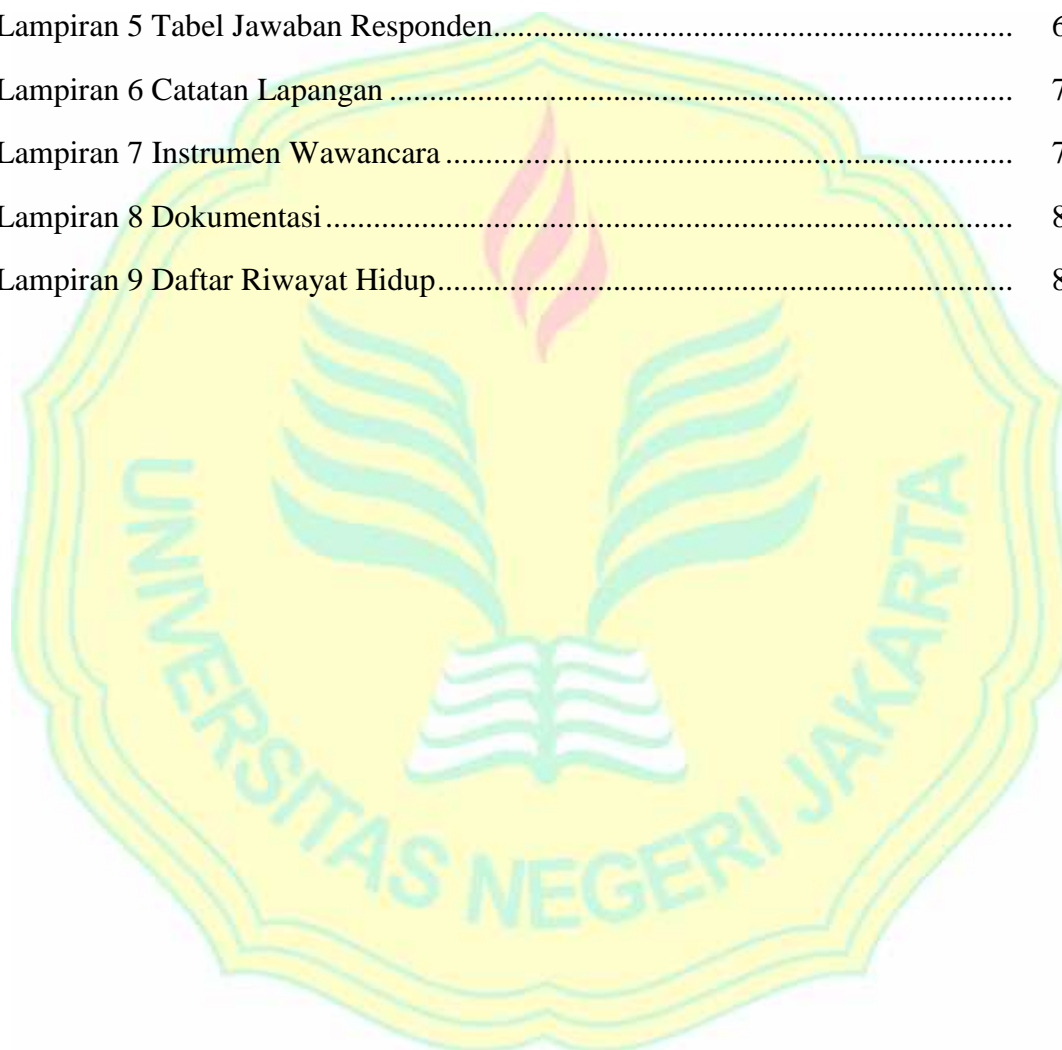 Lampiran 5 Tabel Jawaban Responden.................................................................... 6
Lampiran 6 Catatan Lapangan .................................................................................. 7
Lampiran 7 Instrumen Wawancara ........................................................................... 7
Lampiran 8 Dokumentasi ........................................................................................... 8
Lampiran 9 Daftar Riwayat Hidup............................................................................ 8
UNIVERSITAS NEGERI JAKARTA